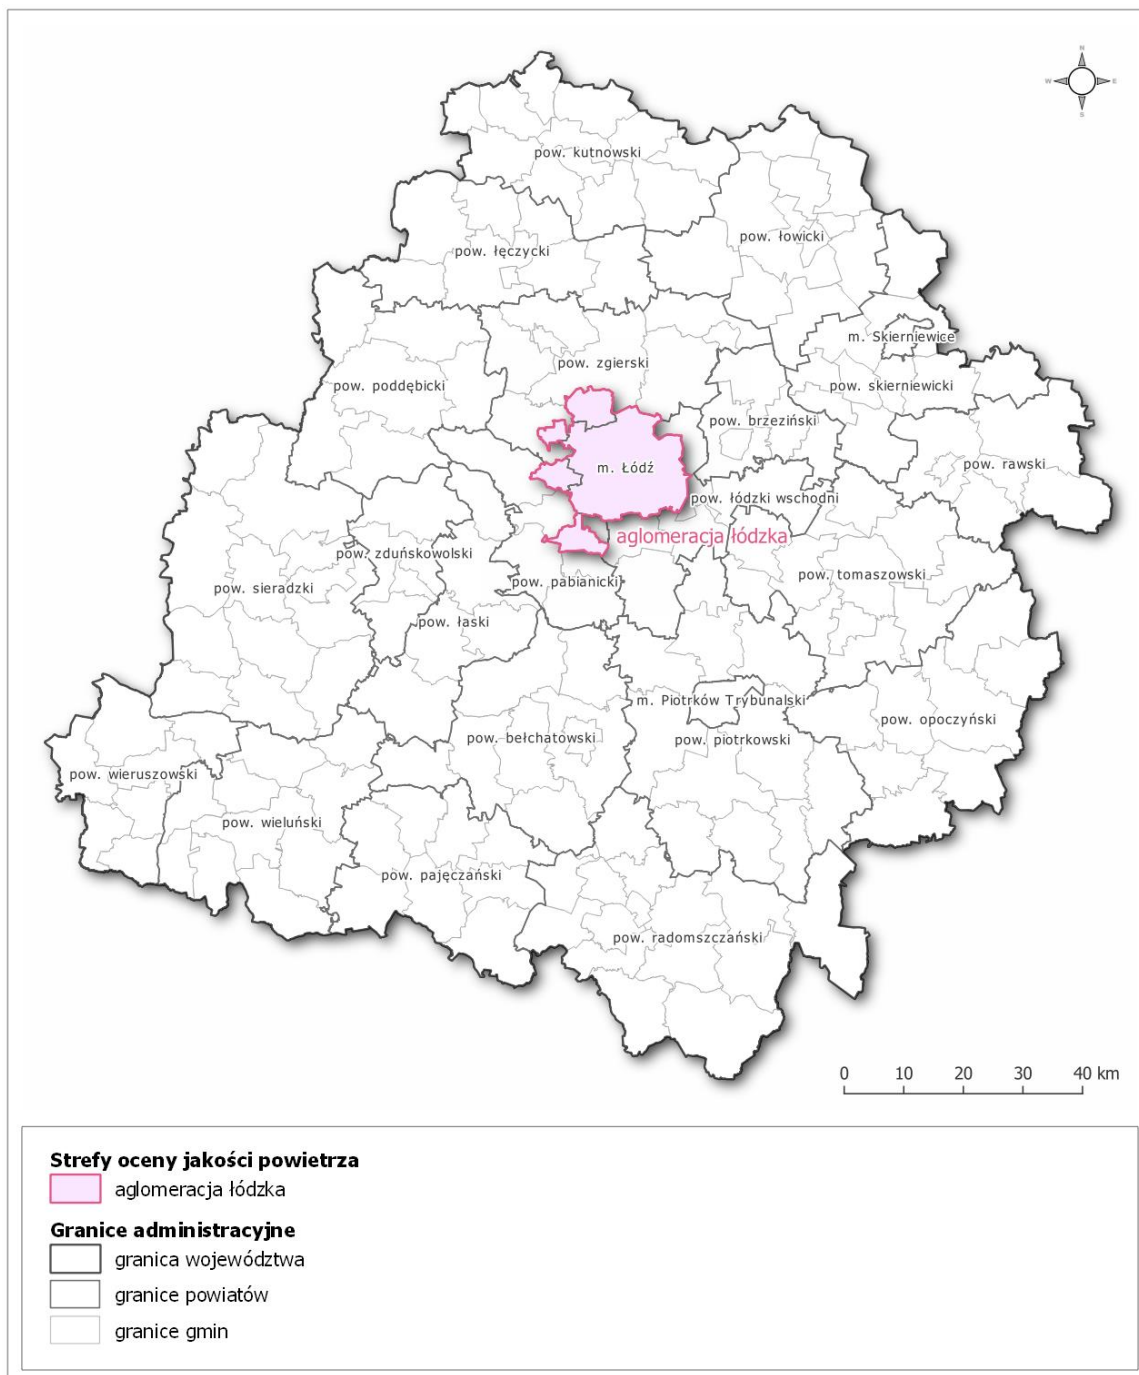 N
W E
S
pow. kutnowski
pow. łowicki
pow. łęczycki
m. Skierniewice
pow. zgierski
pow. poddębicki
pow. skierniewicki
pow. brzeziński
m. Łódź
pow. rawski
pow. łódzki wschodni
aglomeracja łódzka
pow. zduńskowolski
pow. tomaszowski
pow. pabianicki
pow. sieradzki
pow. łaski
m. Piotrków Trybunalski
pow. opoczyński
pow. bełchatowski
pow. piotrkowski
pow. wieruszowski
pow. wieluński
pow. pajęczański
pow. radomszczański
0 10 20 30 40 km
Strefy oceny jakości powietrza
aglomeracja łódzka
Granice administracyjne
granica województwa
granice powiatów
granice gmin